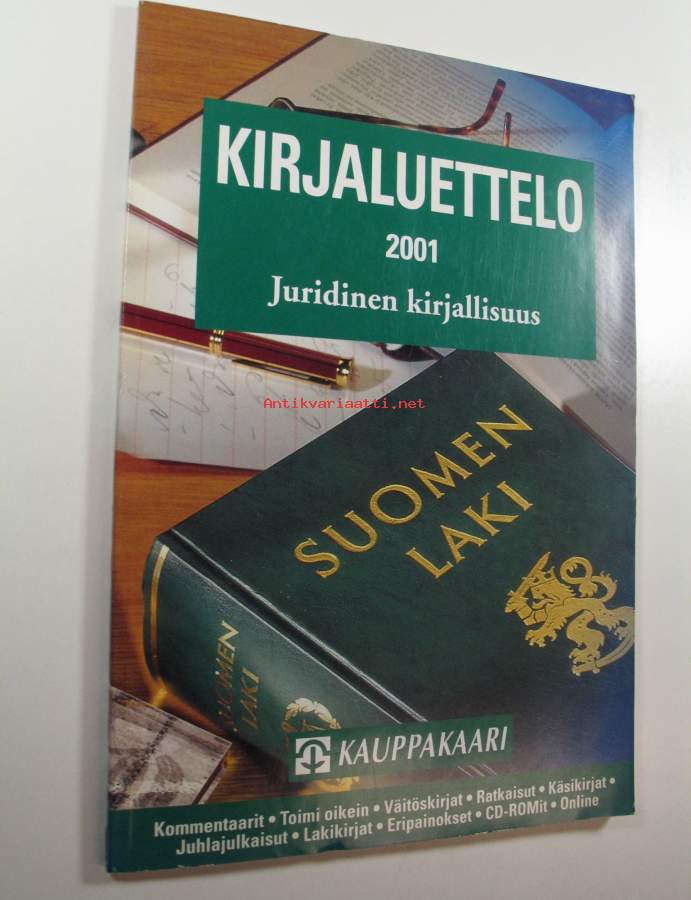 KIRJALUETTELO
2001
Juridinen kirjallisuus
Antikvariaatti.net
SUOMEN
LAKI
SUOMEN
LAKI
KAUPPAKAARI
Kommentaarit • Toimi oikein • Väitöskirjat • Ratkaisut • Käsikirjat •
Juhlajulkaisut • Lakikirjat • Eripainokset • CD-ROMit • Online